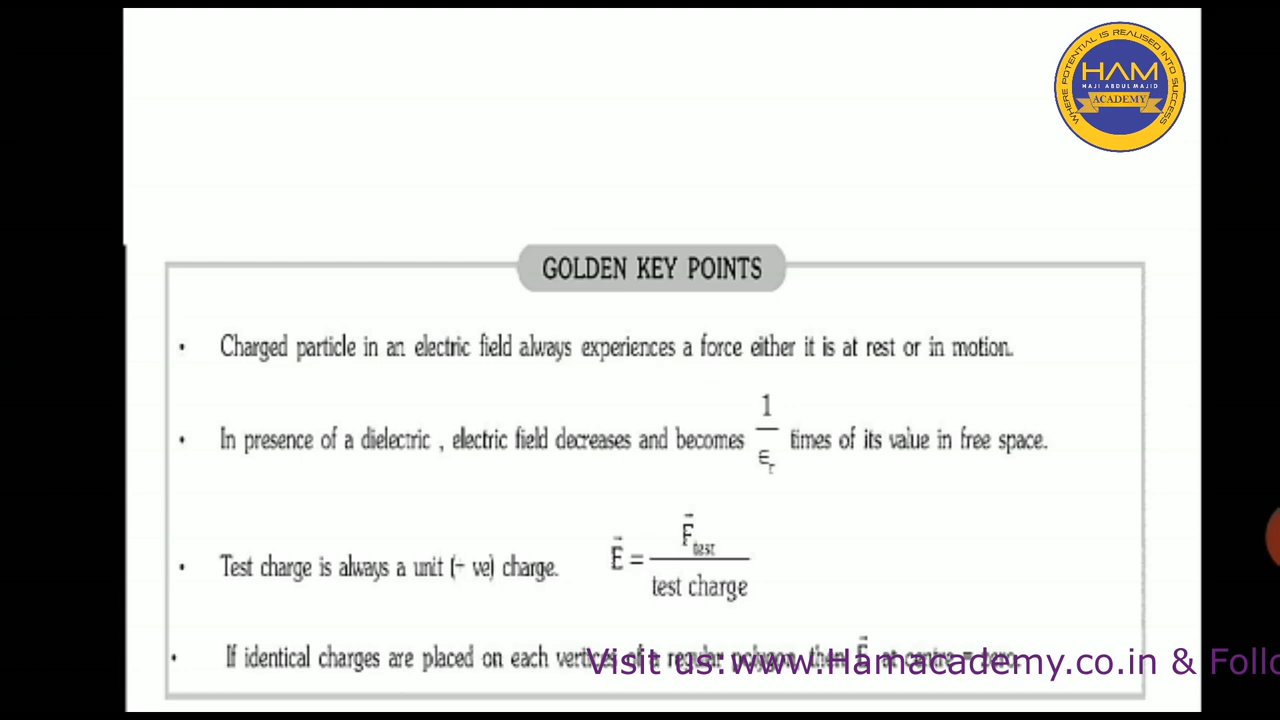 WHERE POTENTIAL IS REALISED INTO SUCCESS
HAM
HAJI ABDUL MAJID
ACADEMY
GOLDEN KEY POINTS
• Charged particle in an electric field always experiences a force either it is at rest or in motion.
• In presence of a dielectric , electric field decreases and becomes 1/∈r times of its value in free space.
• Test charge is always a unit (+ ve) charge. E⃗ = F⃗test / test charge
• If identical charges are placed on each vertices of a regular polygon, then E⃗ at centre = zero.
Visit us: www.Hamacademy.co.in & Follo